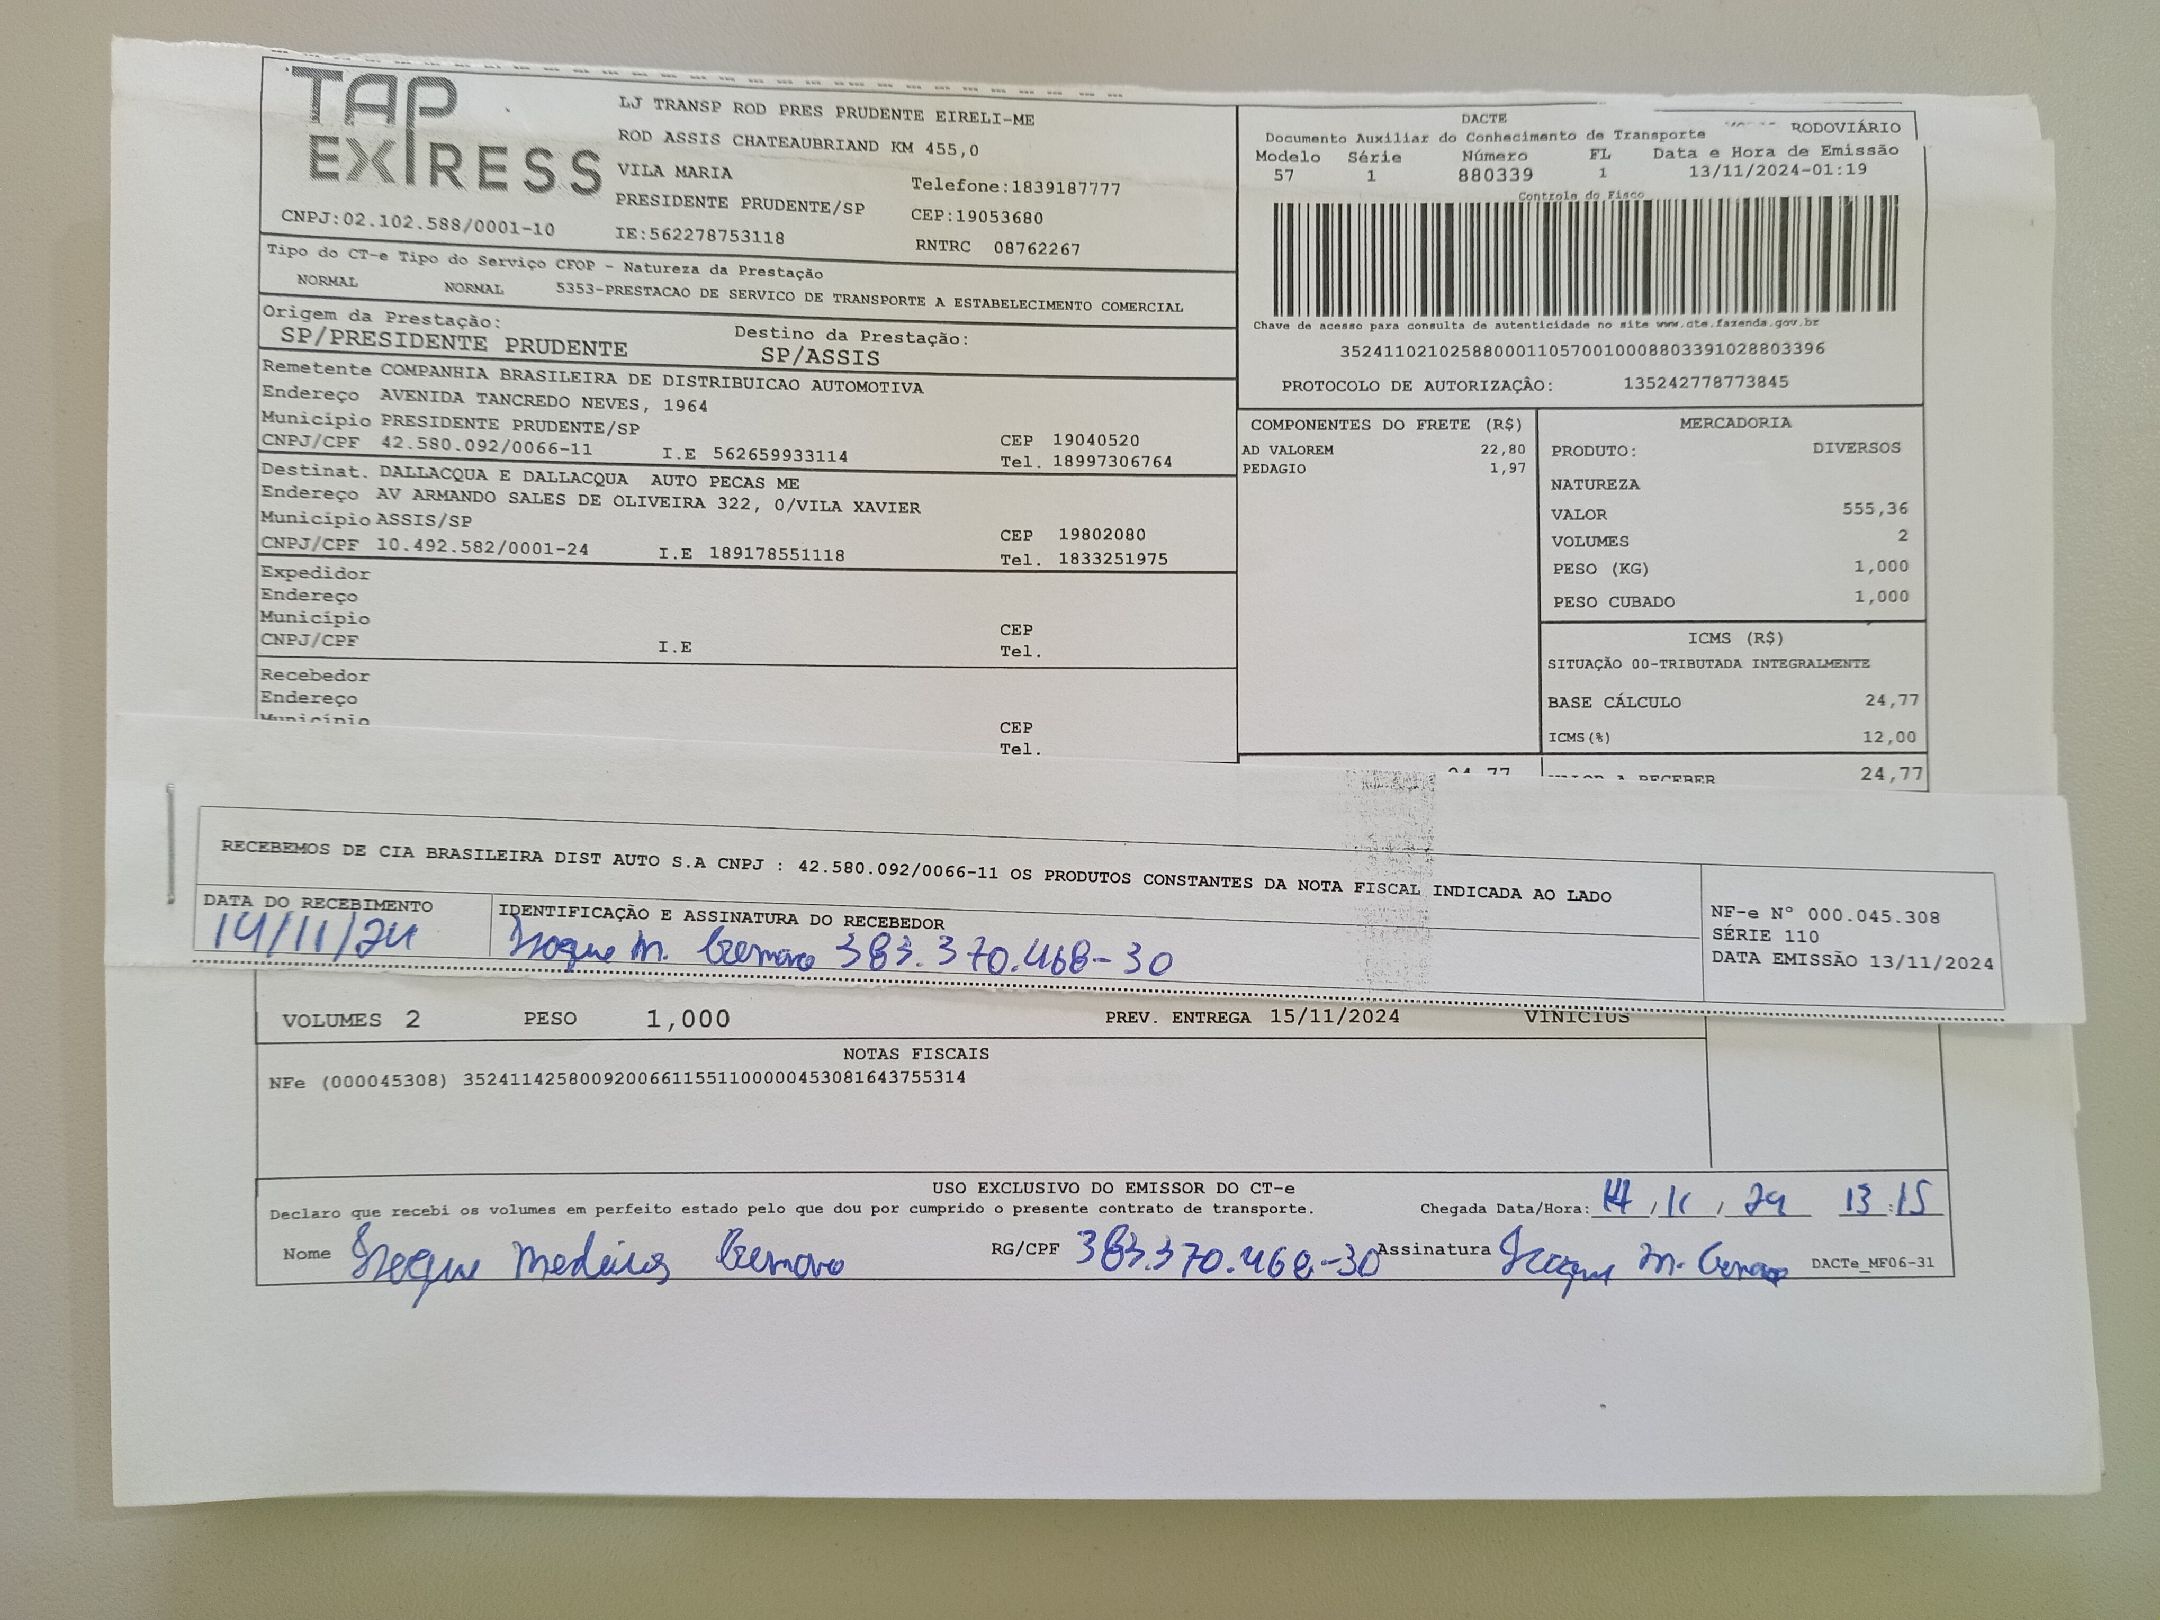 TAP
EXPRESS
LJ TRANSP ROD PRES PRUDENTE EIRELI-ME
ROD ASSIS CHATEAUBRIAND KM 455,0
VILA MARIA
Telefone:1839187777
PRESIDENTE PRUDENTE/SP
CEP:19053680
CNPJ:02.102.588/0001-10
IE:562278753118
RNTRC 08762267
DACTE
Documento Auxiliar do Conhecimento de Transporte
RODOVIÁRIO
Modelo Série Número FL Data e Hora de Emissão
57 1 880339 1 13/11/2024-01:19
Controle do Fisco
Chave de acesso para consulta de autenticidade no site www.cte.fazenda.gov.br
35241102102588000110570010008803391028803396
PROTOCOLO DE AUTORIZAÇÃO: 135242778773845
Tipo do CT-e Tipo do Serviço CFOP - Natureza da Prestação
NORMAL NORMAL 5353-PRESTACAO DE SERVICO DE TRANSPORTE A ESTABELECIMENTO COMERCIAL
Origem da Prestação: Destino da Prestação:
SP/PRESIDENTE PRUDENTE SP/ASSIS
Remetente COMPANHIA BRASILEIRA DE DISTRIBUICAO AUTOMOTIVA
Endereço AVENIDA TANCREDO NEVES, 1964
Município PRESIDENTE PRUDENTE/SP CEP 19040520
CNPJ/CPF 42.580.092/0066-11 I.E 562659933114 Tel. 18997306764
Destinat. DALLACQUA E DALLACQUA AUTO PECAS ME
Endereço AV ARMANDO SALES DE OLIVEIRA 322, 0/VILA XAVIER
Município ASSIS/SP CEP 19802080
CNPJ/CPF 10.492.582/0001-24 I.E 189178551118 Tel. 1833251975
Expedidor
Endereço
Município CEP
CNPJ/CPF I.E Tel.
Recebedor
Endereço
Município CEP
Tel.
COMPONENTES DO FRETE (R$)
AD VALOREM 22,80
PEDAGIO 1,97
24,77
MERCADORIA
PRODUTO: DIVERSOS
NATUREZA
VALOR 555,36
VOLUMES 2
PESO (KG) 1,000
PESO CUBADO 1,000
ICMS (R$)
SITUAÇÃO 00-TRIBUTADA INTEGRALMENTE
BASE CÁLCULO 24,77
ICMS(%) 12,00
A RECEBER 24,77
RECEBEMOS DE CIA BRASILEIRA DIST AUTO S.A CNPJ : 42.580.092/0066-11 OS PRODUTOS CONSTANTES DA NOTA FISCAL INDICADA AO LADO
DATA DO RECEBIMENTO IDENTIFICAÇÃO E ASSINATURA DO RECEBEDOR
14/11/24 M. 383.370.468-30
NF-e Nº 000.045.308
SÉRIE 110
DATA EMISSÃO 13/11/2024
VOLUMES 2 PESO 1,000 PREV. ENTREGA 15/11/2024 VINICIUS
NOTAS FISCAIS
NFe (000045308) 35241142580092006611551100000453081643755314
USO EXCLUSIVO DO EMISSOR DO CT-e
Declaro que recebi os volumes em perfeito estado pelo que dou por cumprido o presente contrato de transporte. Chegada Data/Hora: 14/11/24 13:15
Nome Medeiros RG/CPF 383.370.468-30 Assinatura M. DACTe_MF06-31